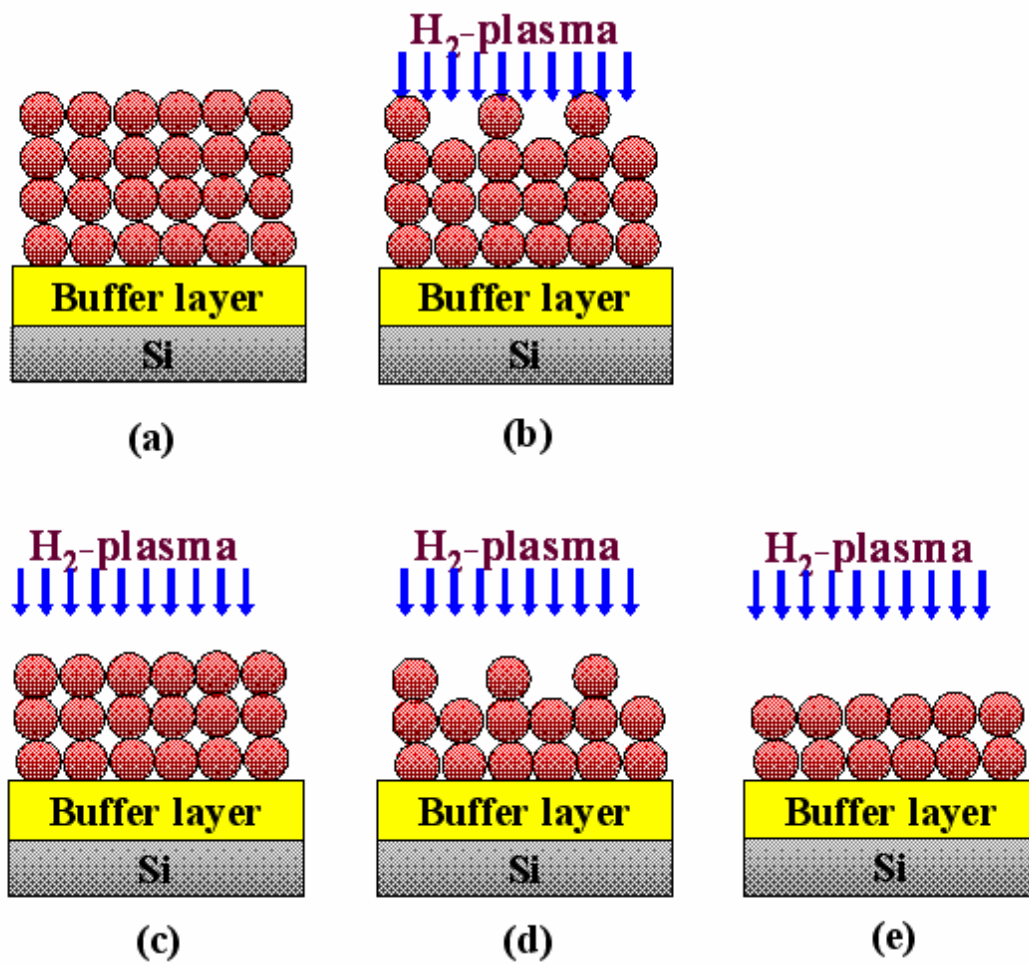 H₂-plasma
Buffer layer
Si
(a)
Buffer layer
Si
(b)
H₂-plasma
Buffer layer
Si
(c)
H₂-plasma
Buffer layer
Si
(d)
H₂-plasma
Buffer layer
Si
(e)